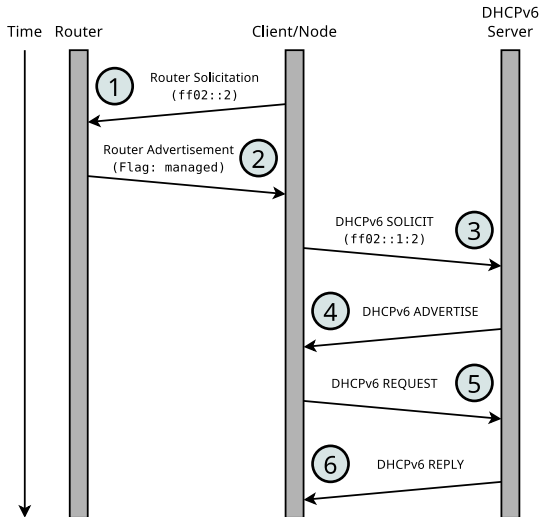 Time
Router
Client/Node
DHCPv6
Server
1
Router Solicitation
(ff02::2)
Router Advertisement
(Flag: managed)
2
DHCPv6 SOLICIT
(ff02::1:2)
3
4
DHCPv6 ADVERTISE
DHCPv6 REQUEST
5
6
DHCPv6 REPLY